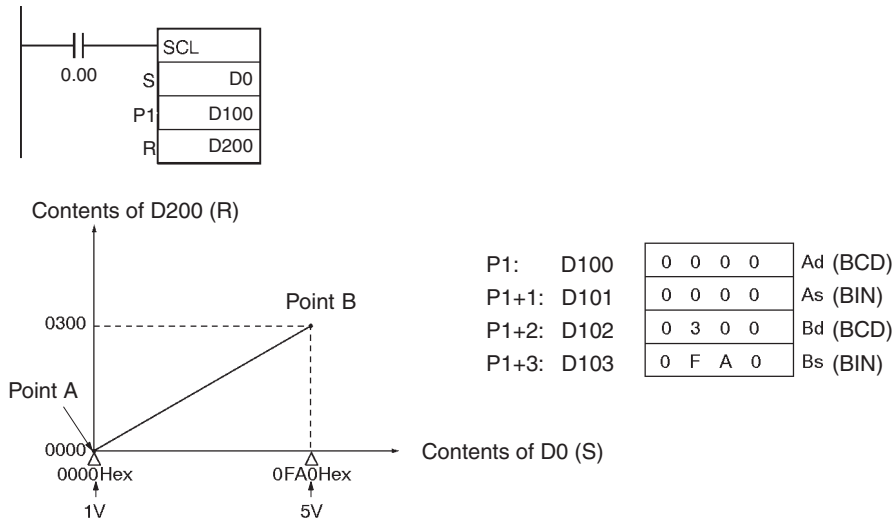 SCL
0.00
S D0
P1 D100
R D200
Contents of D200 (R)
Point B
0300
Point A
0000
Contents of D0 (S)
0000Hex 0FA0Hex
1V 5V
P1: D100 0 0 0 0 Ad (BCD)
P1+1: D101 0 0 0 0 As (BIN)
P1+2: D102 0 3 0 0 Bd (BCD)
P1+3: D103 0 F A 0 Bs (BIN)